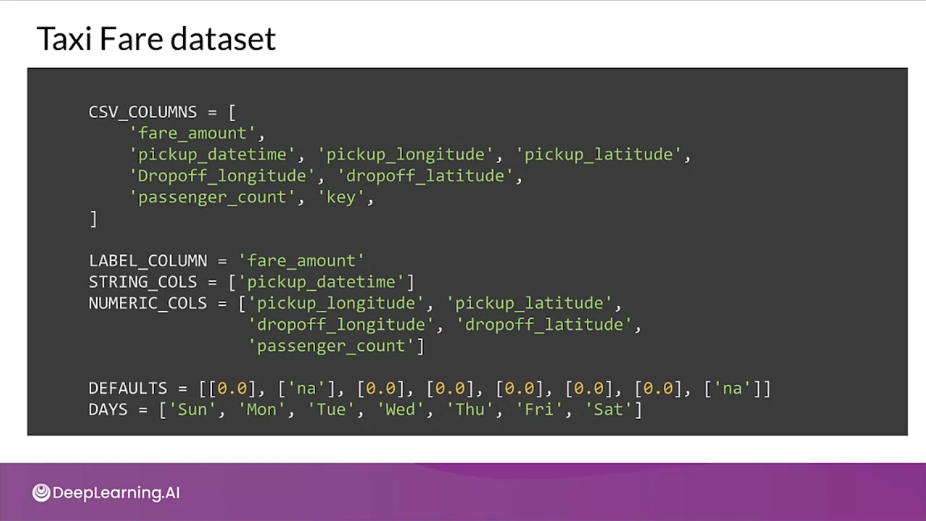 Taxi Fare dataset
CSV_COLUMNS = [
'fare_amount',
'pickup_datetime', 'pickup_longitude', 'pickup_latitude',
'Dropoff_longitude', 'dropoff_latitude',
'passenger_count', 'key',
]
LABEL_COLUMN = 'fare_amount'
STRING_COLS = ['pickup_datetime']
NUMERIC_COLS = ['pickup_longitude', 'pickup_latitude',
'dropoff_longitude', 'dropoff_latitude',
'passenger_count']
DEFAULTS = [[0.0], ['na'], [0.0], [0.0], [0.0], [0.0], [0.0], ['na']]
DAYS = ['Sun', 'Mon', 'Tue', 'Wed', 'Thu', 'Fri', 'Sat']
DeepLearning.AI